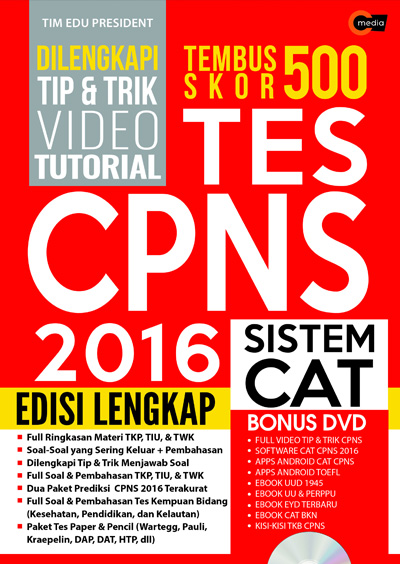 TIM EDU PRESIDENT
C media
DILENGKAPI
TIP & TRIK
VIDEO
TUTORIAL
TEMBUS
SKOR 500
TES
CPNS
2016
SISTEM
CAT
EDISI LENGKAP
BONUS DVD
Full Ringkasan Materi TKP, TIU, & TWK
Soal-Soal yang Sering Keluar + Pembahasan
Dilengkapi Tip & Trik Menjawab Soal
Full Soal & Pembahasan TKP, TIU, & TWK
Dua Paket Prediksi CPNS 2016 Terakurat
Full Soal & Pembahasan Tes Kempuan Bidang
(Kesehatan, Pendidikan, dan Kelautan)
Paket Tes Paper & Pencil (Wartegg, Pauli,
Kraepelin, DAP, DAT, HTP, dll)
FULL VIDEO TIP & TRIK CPNS
SOFTWARE CAT CPNS 2016
APPS ANDROID CAT CPNS
APPS ANDROID TOEFL
EBOOK UUD 1945
EBOOK UU & PERPPU
EBOOK EYD TERBARU
EBOOK CAT BKN
KISI-KISI TKB CPNS